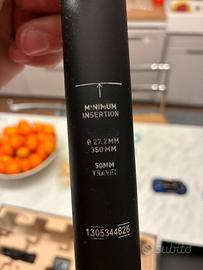 MINIMUM
INSERTION
Ø 27.2MM
350 MM
50MM
TRAVEL
1305344626
subito